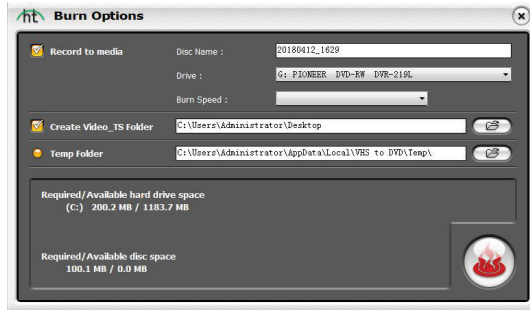 ht Burn Options
Record to media
Disc Name :
20180412_1629
Drive :
G: PIONEER DVD-RW DVR-219L
Burn Speed :
Create Video_TS Folder
C:\Users\Administrator\Desktop
Temp Folder
C:\Users\Administrator\AppData\Local\VHS to DVD\Temp\
Required/Available hard drive space
(C:) 200.2 MB / 1183.7 MB
Required/Available disc space
100.1 MB / 0.0 MB